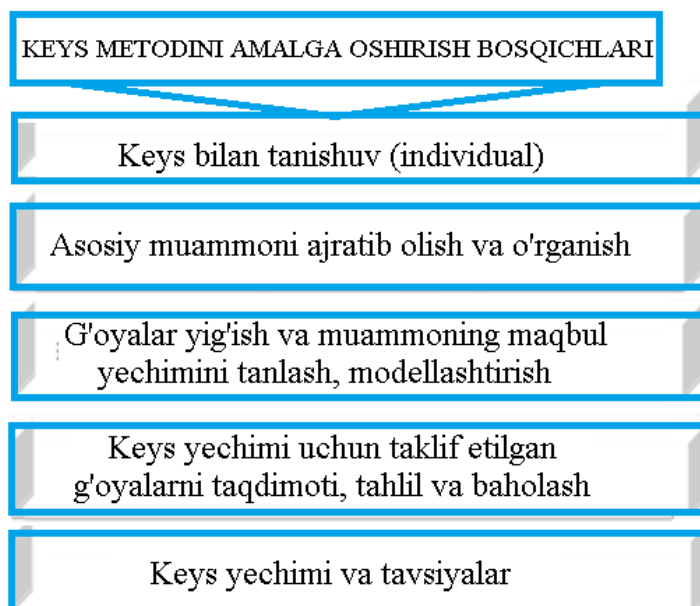 KEYS METODINI AMALGA OSHIRISH BOSQICHLARI
Keys bilan tanishuv (individual)
Asosiy muammoni ajratib olish va o'rganish
G'oyalar yig'ish va muammoning maqbul
yechimini tanlash, modellashtirish
Keys yechimi uchun taklif etilgan
g'oyalarni taqdimoti, tahlil va baholash
Keys yechimi va tavsiyalar